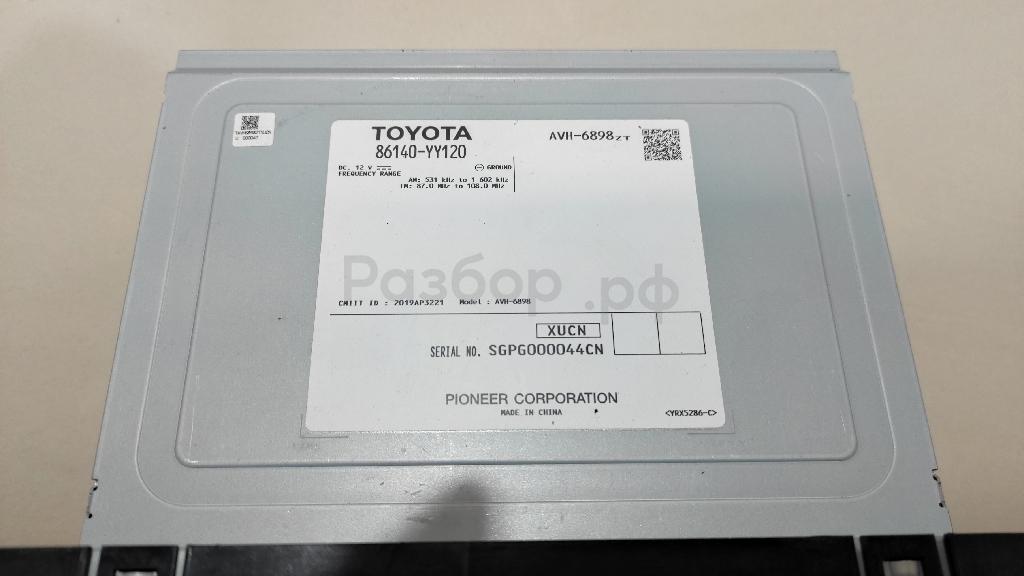 TOYOTA
86140-YY120
AVH-6898ZT
DC. 12 V
GROUND
FREQUENCY RANGE
AM: 531 kHz to 1 602 kHz
FM: 87.0 MHz to 108.0 MHz
Разбор.рф
CMIIT ID : 2019AP3221 Model : AVH-6898
XUCN
SERIAL NO. SGPG000044CN
PIONEER CORPORATION
MADE IN CHINA
<YRX5286-C>